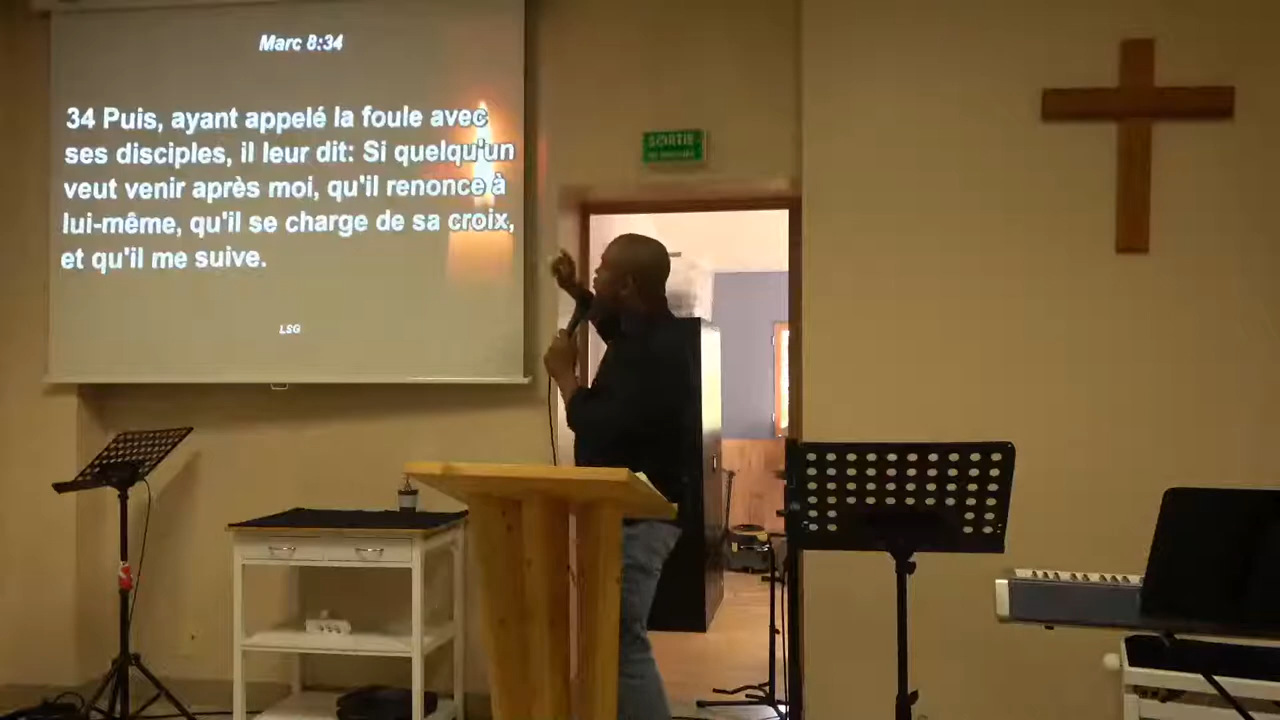 Marc 8:34
34 Puis, ayant appelé la foule avec
ses disciples, il leur dit: Si quelqu'un
veut venir après moi, qu'il renonce à
lui-même, qu'il se charge de sa croix,
et qu'il me suive.
LSG
SORTIE